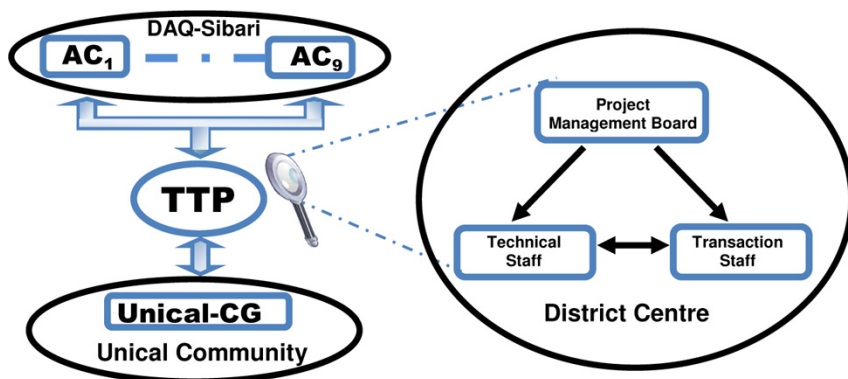 DAQ-Sibari
AC1
AC9
TTP
Unical-CG
Unical Community
Project
Management Board
Technical
Staff
Transaction
Staff
District Centre